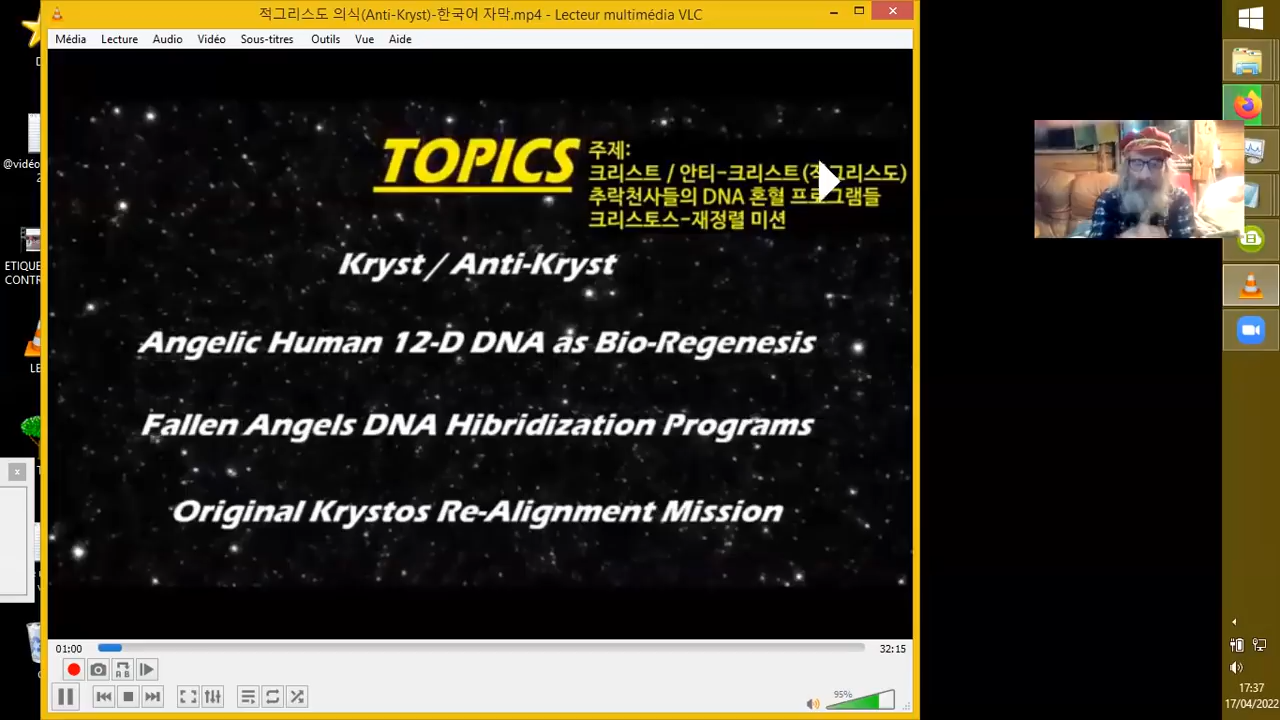 적그리스도 의식(Anti-Kryst)-한국어 자막.mp4 - Lecteur multimédia VLC
Média Lecture Audio Vidéo Sous-titres Outils Vue Aide
@vidéo
ETIQUE
CONTR
TOPICS
주제:
크리스트 / 안티-크리스트(적그리스도)
추락천사들의 DNA 혼혈 프로그램들
크리스토스-재정렬 미션
Kryst / Anti-Kryst
Angelic Human 12-D DNA as Bio-Regenesis
Fallen Angels DNA Hibridization Programs
Original Krystos Re-Alignment Mission
01:00
32:15
95%
17:37
17/04/2022